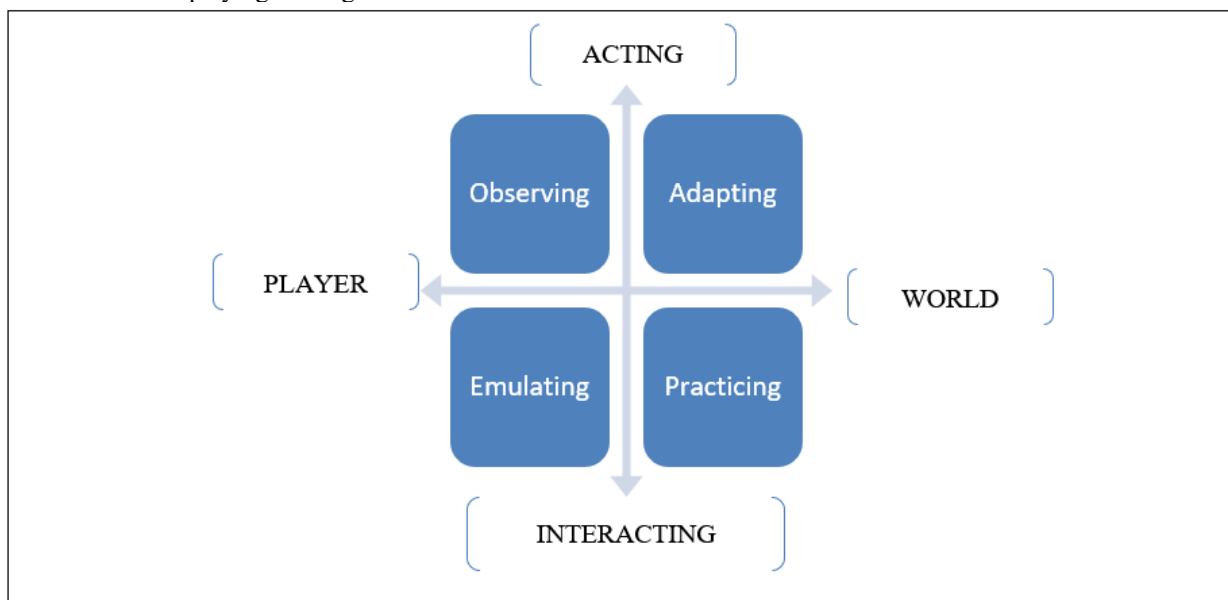 ACTING
Observing
Adapting
PLAYER
WORLD
Emulating
Practicing
INTERACTING